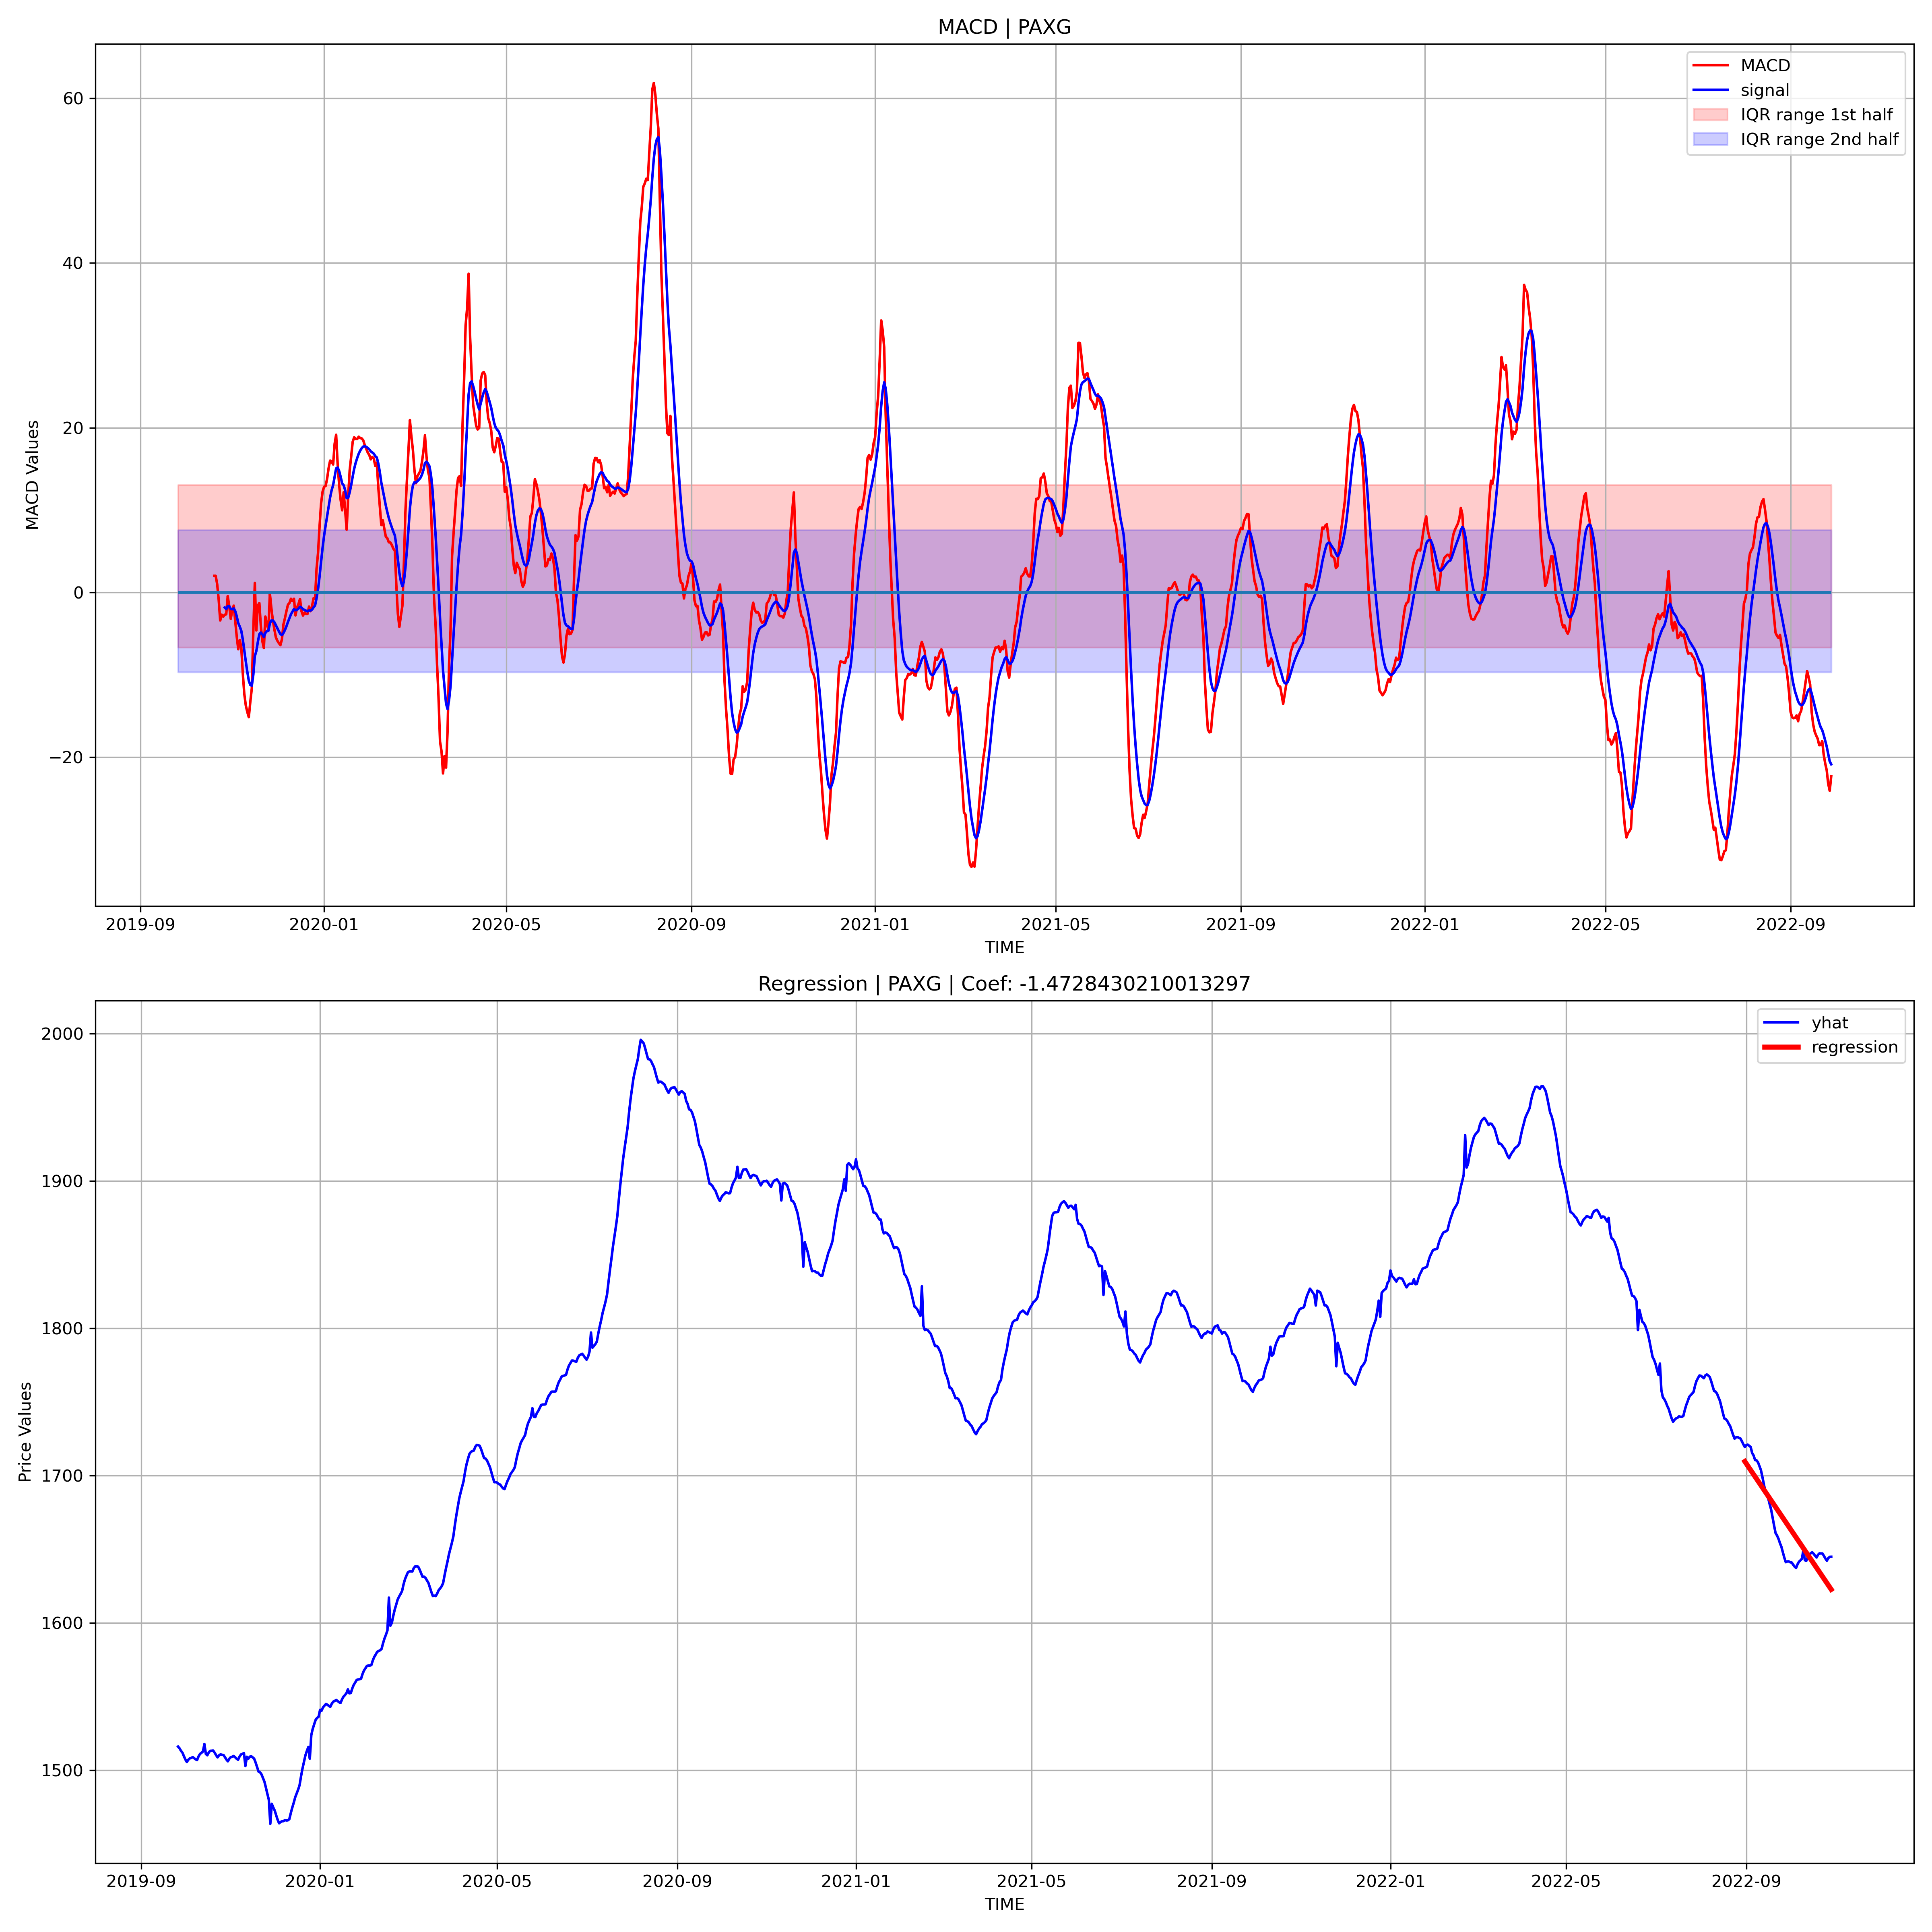 MACD | PAXG
MACD
signal
IQR range 1st half
IQR range 2nd half
MACD Values
60
40
20
0
−20
2019-09 2020-01 2020-05 2020-09 2021-01 2021-05 2021-09 2022-01 2022-05 2022-09
TIME
Regression | PAXG | Coef: -1.4728430210013297
yhat
regression
Price Values
2000
1900
1800
1700
1600
1500
2019-09 2020-01 2020-05 2020-09 2021-01 2021-05 2021-09 2022-01 2022-05 2022-09
TIME